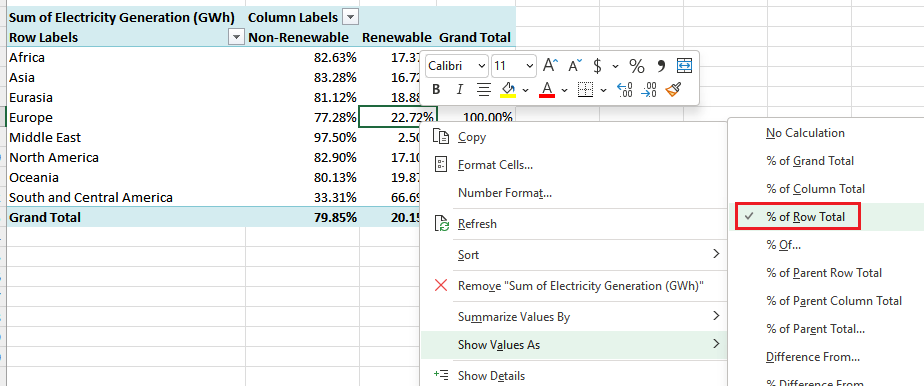 Sum of Electricity Generation (GWh) Column Labels
Row Labels Non-Renewable Renewable Grand Total
Africa 82.63% 17.37
Asia 83.28% 16.72
Eurasia 81.12% 18.88
Europe 77.28% 22.72% 100.00%
Middle East 97.50% 2.50
North America 82.90% 17.10
Oceania 80.13% 19.87
South and Central America 33.31% 66.69
Grand Total 79.85% 20.15
Calibri 11 A A $ % ,
B I A .00
Copy
Format Cells...
Number Format...
Refresh
Sort
Remove "Sum of Electricity Generation (GWh)"
Summarize Values By
Show Values As
Show Details
No Calculation
% of Grand Total
% of Column Total
% of Row Total
% Of...
% of Parent Row Total
% of Parent Column Total
% of Parent Total...
Difference From...
% Difference From